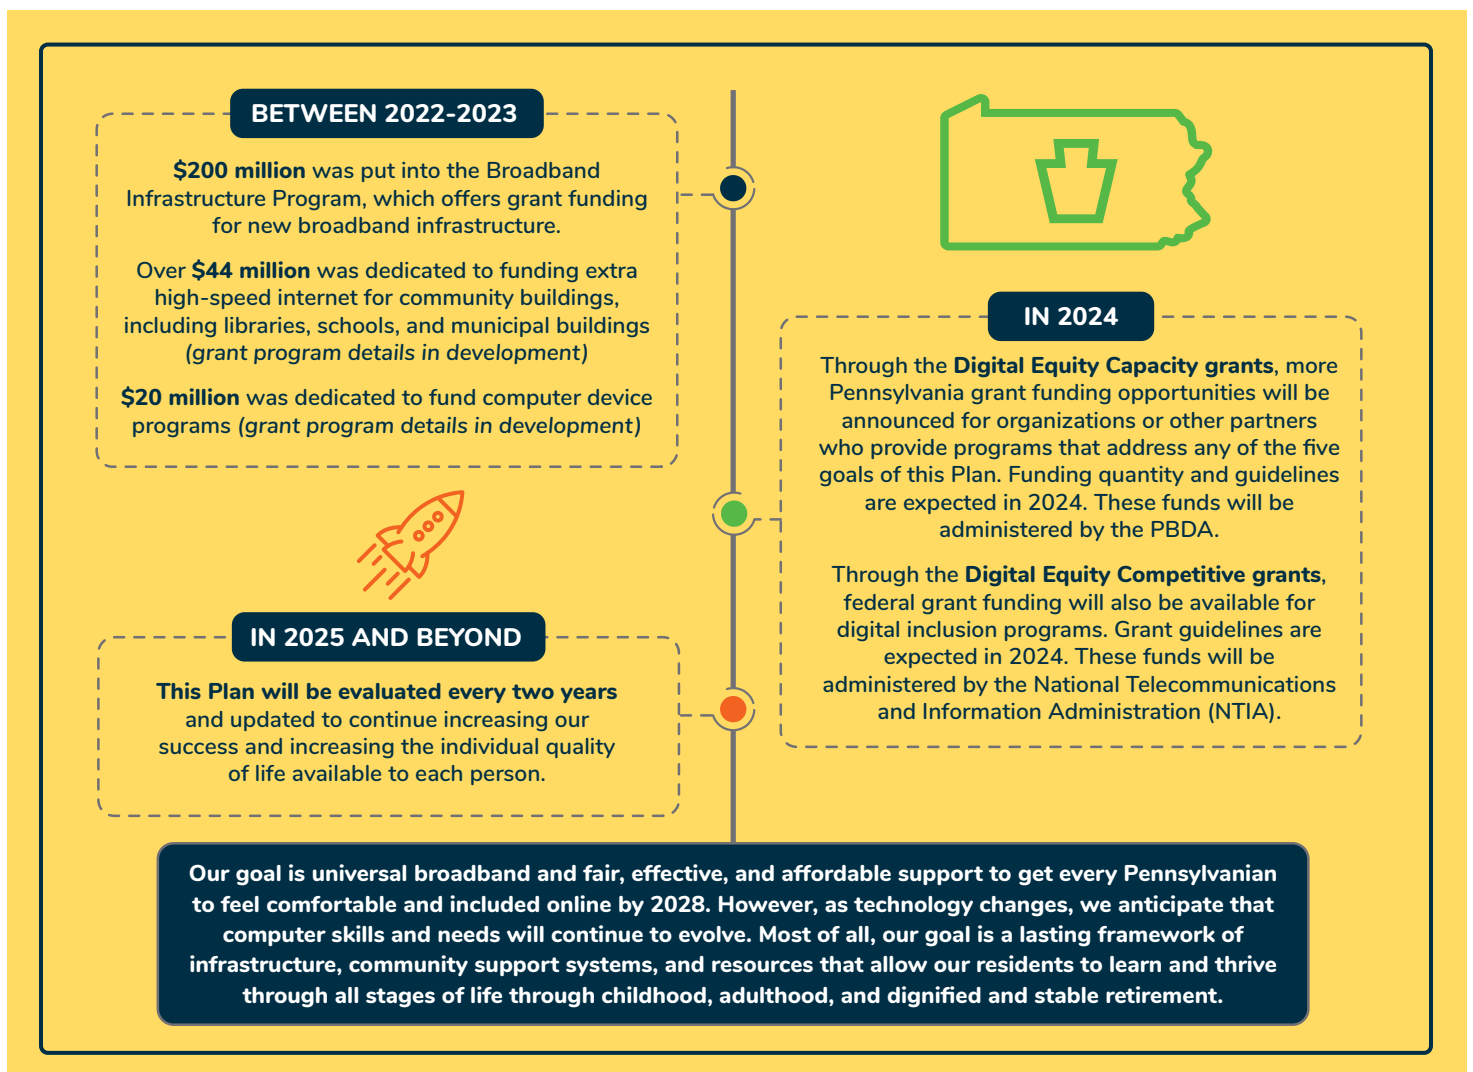 BETWEEN 2022-2023
$200 million was put into the Broadband
Infrastructure Program, which offers grant funding
for new broadband infrastructure.
Over $44 million was dedicated to funding extra
high-speed internet for community buildings,
including libraries, schools, and municipal buildings
(grant program details in development)
$20 million was dedicated to fund computer device
programs (grant program details in development)
IN 2024
Through the Digital Equity Capacity grants, more
Pennsylvania grant funding opportunities will be
announced for organizations or other partners
who provide programs that address any of the five
goals of this Plan. Funding quantity and guidelines
are expected in 2024. These funds will be
administered by the PBDA.
Through the Digital Equity Competitive grants,
federal grant funding will also be available for
digital inclusion programs. Grant guidelines are
expected in 2024. These funds will be
administered by the National Telecommunications
and Information Administration (NTIA).
IN 2025 AND BEYOND
This Plan will be evaluated every two years
and updated to continue increasing our
success and increasing the individual quality
of life available to each person.
Our goal is universal broadband and fair, effective, and affordable support to get every Pennsylvanian
to feel comfortable and included online by 2028. However, as technology changes, we anticipate that
computer skills and needs will continue to evolve. Most of all, our goal is a lasting framework of
infrastructure, community support systems, and resources that allow our residents to learn and thrive
through all stages of life through childhood, adulthood, and dignified and stable retirement.